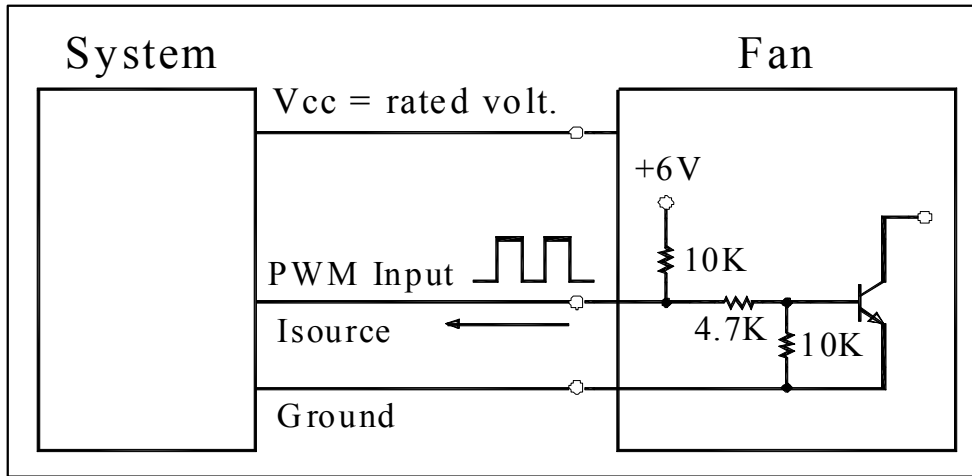 System
Fan
Vcc = rated volt.
+6V
PWM Input
10K
Isource
4.7K
10K
Ground